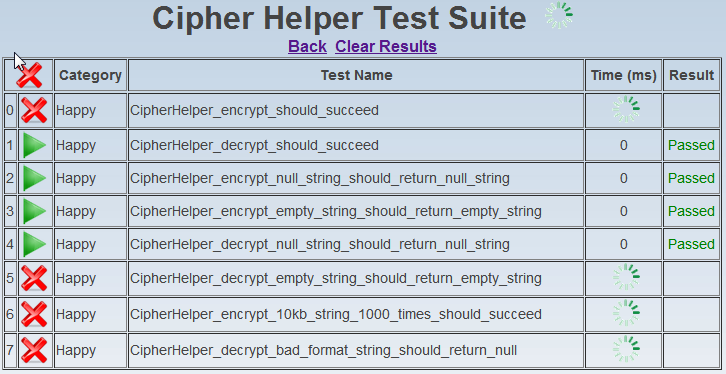 Cipher Helper Test Suite
Back Clear Results
Category Test Name Time (ms) Result
0 Happy CipherHelper_encrypt_should_succeed
1 Happy CipherHelper_decrypt_should_succeed 0 Passed
2 Happy CipherHelper_encrypt_null_string_should_return_null_string 0 Passed
3 Happy CipherHelper_encrypt_empty_string_should_return_empty_string 0 Passed
4 Happy CipherHelper_decrypt_null_string_should_return_null_string 0 Passed
5 Happy CipherHelper_decrypt_empty_string_should_return_empty_string
6 Happy CipherHelper_encrypt_10kb_string_1000_times_should_succeed
7 Happy CipherHelper_decrypt_bad_format_string_should_return_null